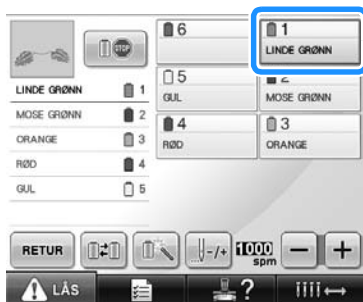 6
1
LINDE GRØNN
5
GUL
2
MOSE GRØNN
4
RØD
3
ORANGE
LINDE GRØNN 1
MOSE GRØNN 2
ORANGE 3
RØD 4
GUL 5
RETUR
-/+
1000
spm
LÅS
?